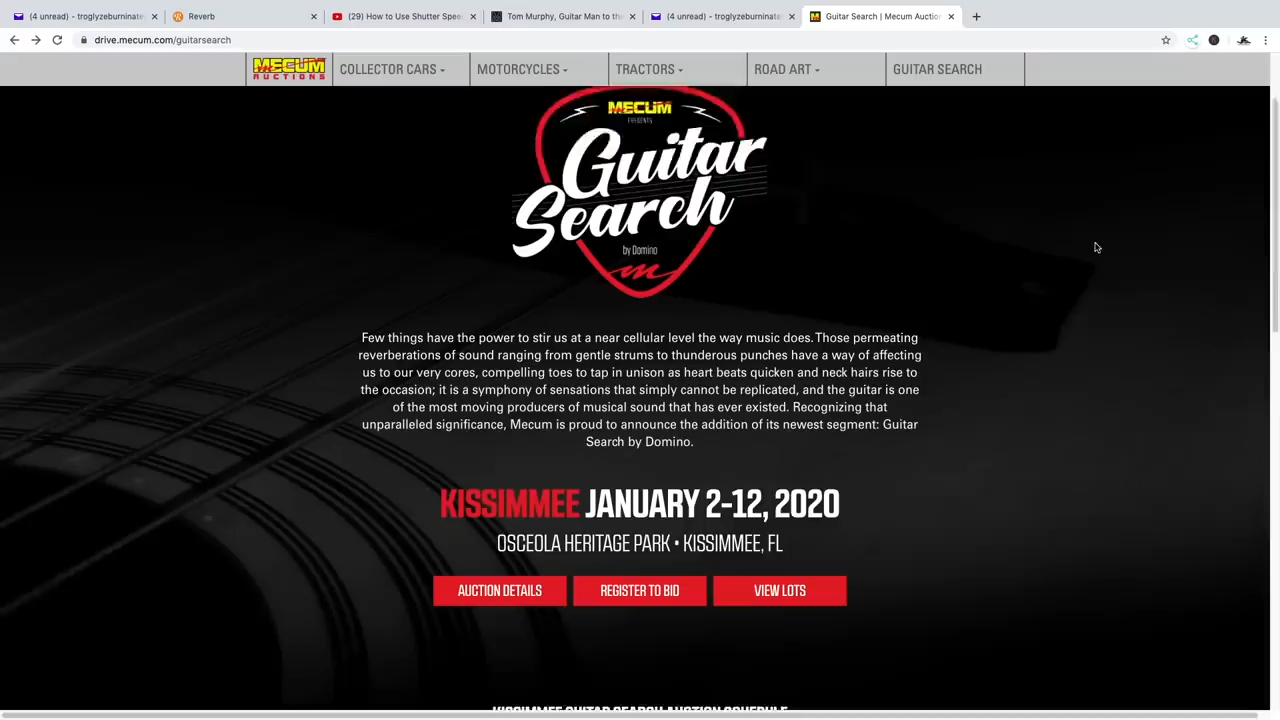 (4 unread) - troglyzeburninate
Reverb
(29) How to Use Shutter Spee
Tom Murphy, Guitar Man to the
(4 unread) - troglyzeburninate
Guitar Search | Mecum Auctio
drive.mecum.com/guitarsearch
MECUM
AUCTIONS
COLLECTOR CARS
MOTORCYCLES
TRACTORS
ROAD ART
GUITAR SEARCH
MECUM
PRESENTS
Guitar
Search
by Domino
Few things have the power to stir us at a near cellular level the way music does. Those permeating
reverberations of sound ranging from gentle strums to thunderous punches have a way of affecting
us to our very cores, compelling toes to tap in unison as heart beats quicken and neck hairs rise to
the occasion; it is a symphony of sensations that simply cannot be replicated, and the guitar is one
of the most moving producers of musical sound that has ever existed. Recognizing that
unparalleled significance, Mecum is proud to announce the addition of its newest segment: Guitar
Search by Domino.
KISSIMMEE JANUARY 2-12, 2020
OSCEOLA HERITAGE PARK • KISSIMMEE, FL
AUCTION DETAILS
REGISTER TO BID
VIEW LOTS
KISSIMMEE GUITAR SEARCH AUCTION SCHEDULE